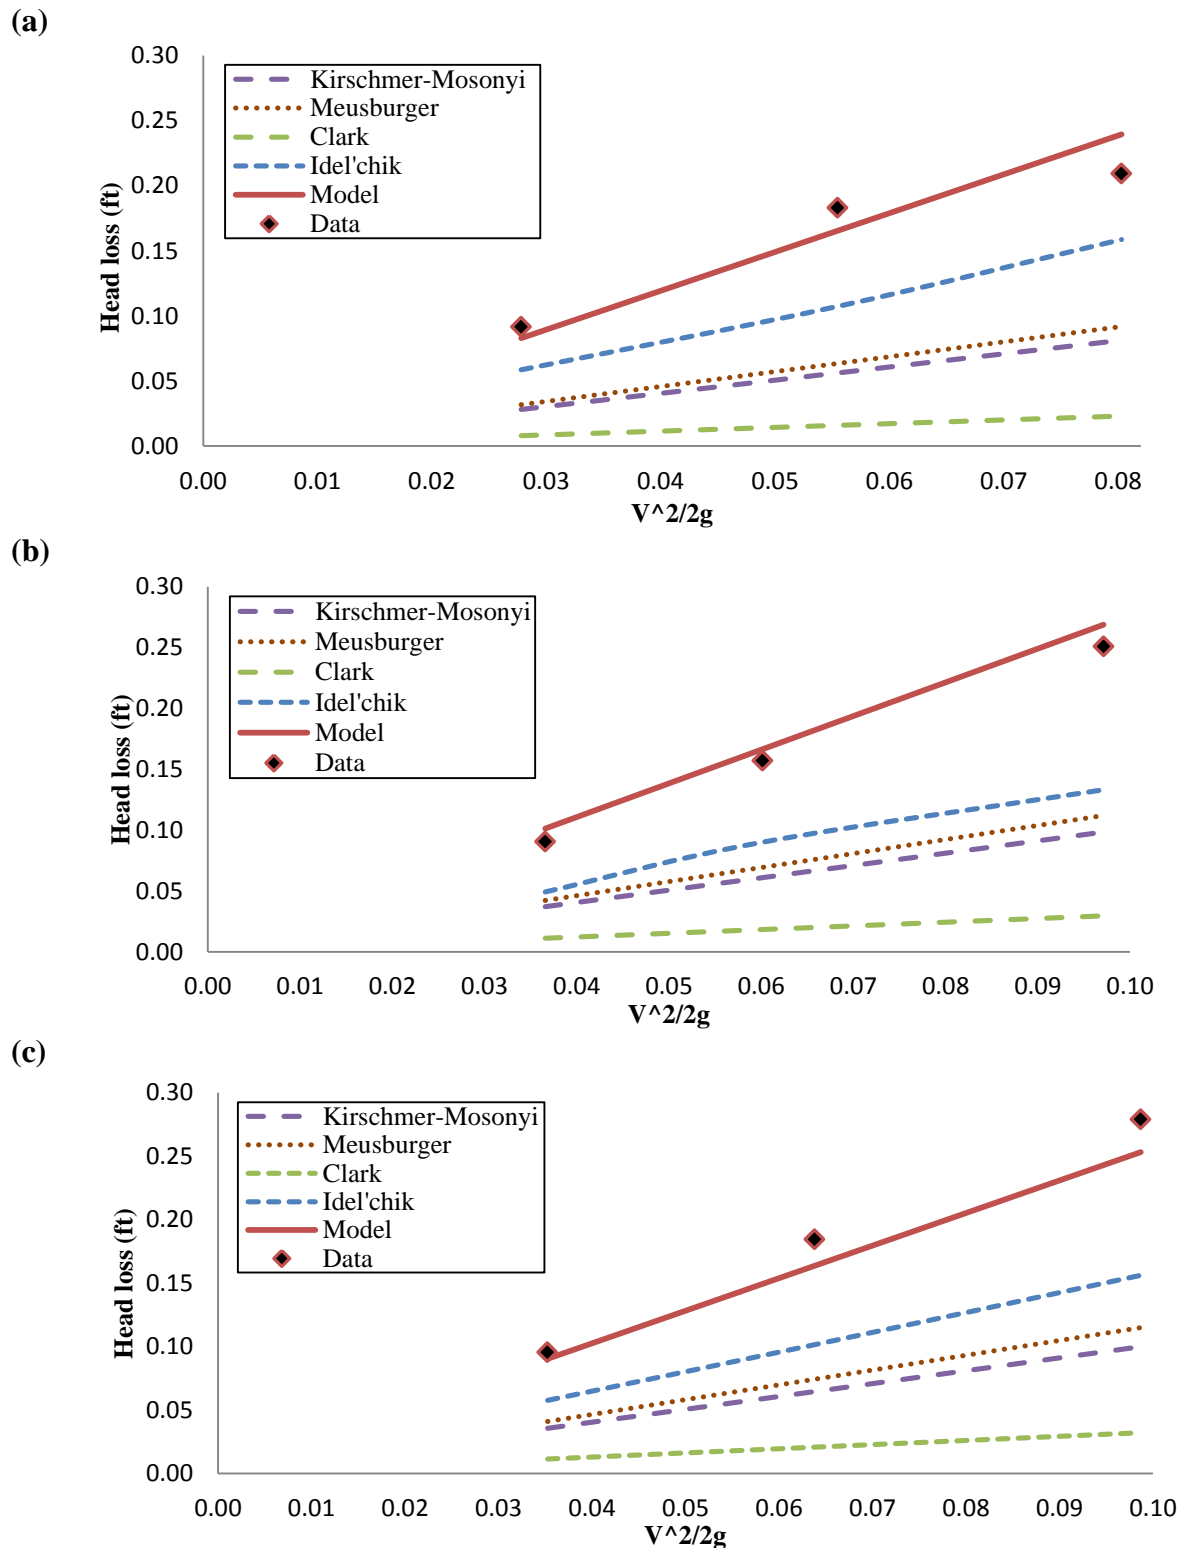 (a)
0.30
0.25
0.20
0.15
0.10
0.05
0.00
Head loss (ft)
Kirschmer-Mosonyi
Meusburger
Clark
Idel'chik
Model
Data
0.00 0.01 0.02 0.03 0.04 0.05 0.06 0.07 0.08
V^2/2g
(b)
0.30
0.25
0.20
0.15
0.10
0.05
0.00
Head loss (ft)
Kirschmer-Mosonyi
Meusburger
Clark
Idel'chik
Model
Data
0.00 0.01 0.02 0.03 0.04 0.05 0.06 0.07 0.08 0.09 0.10
V^2/2g
(c)
0.30
0.25
0.20
0.15
0.10
0.05
0.00
Head loss (ft)
Kirschmer-Mosonyi
Meusburger
Clark
Idel'chik
Model
Data
0.00 0.01 0.02 0.03 0.04 0.05 0.06 0.07 0.08 0.09 0.10
V^2/2g